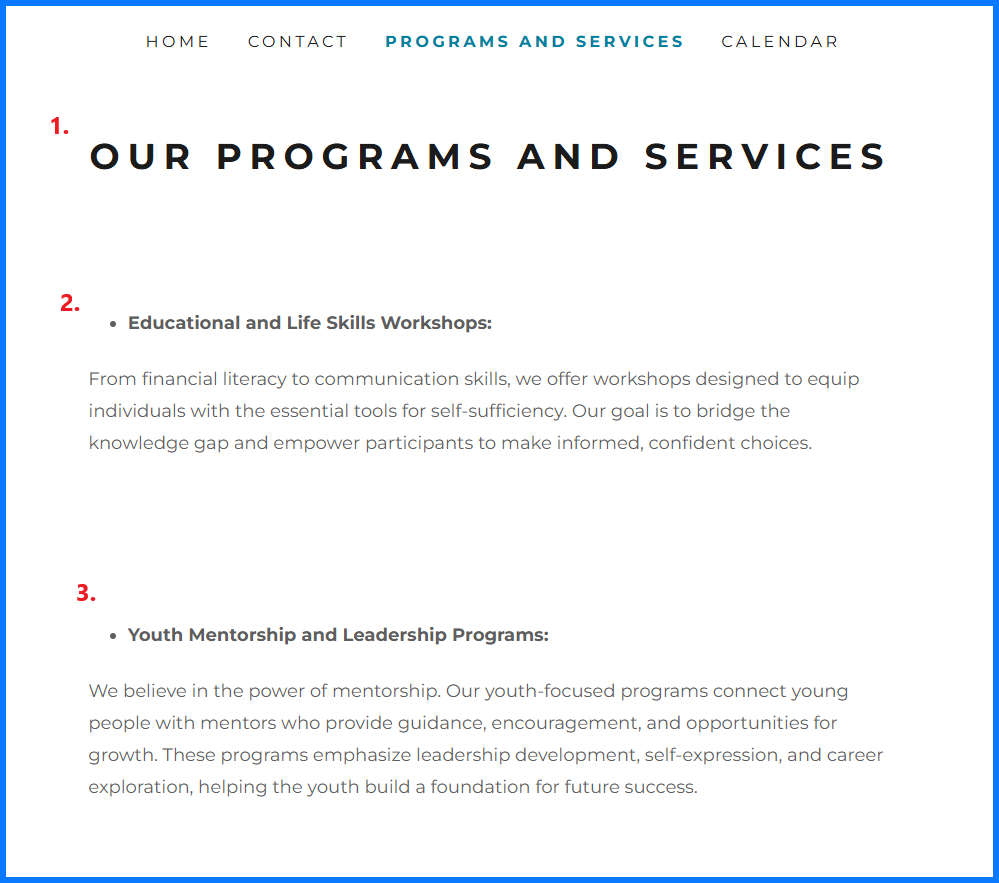 HOME CONTACT PROGRAMS AND SERVICES CALENDAR
1.
OUR PROGRAMS AND SERVICES
2.
• Educational and Life Skills Workshops:
From financial literacy to communication skills, we offer workshops designed to equip
individuals with the essential tools for self-sufficiency. Our goal is to bridge the
knowledge gap and empower participants to make informed, confident choices.
3.
• Youth Mentorship and Leadership Programs:
We believe in the power of mentorship. Our youth-focused programs connect young
people with mentors who provide guidance, encouragement, and opportunities for
growth. These programs emphasize leadership development, self-expression, and career
exploration, helping the youth build a foundation for future success.